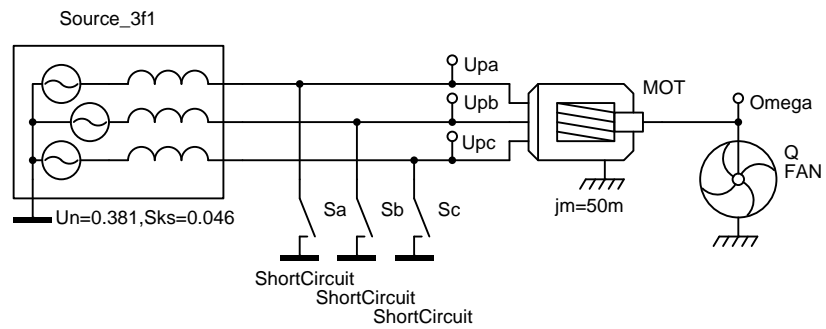 Source_3f1
Upa
MOT
Upb
Omega
Upc
Q
FAN
Un=0.381,Sks=0.046
Sa
Sb
Sc
jm=50m
ShortCircuit
ShortCircuit
ShortCircuit